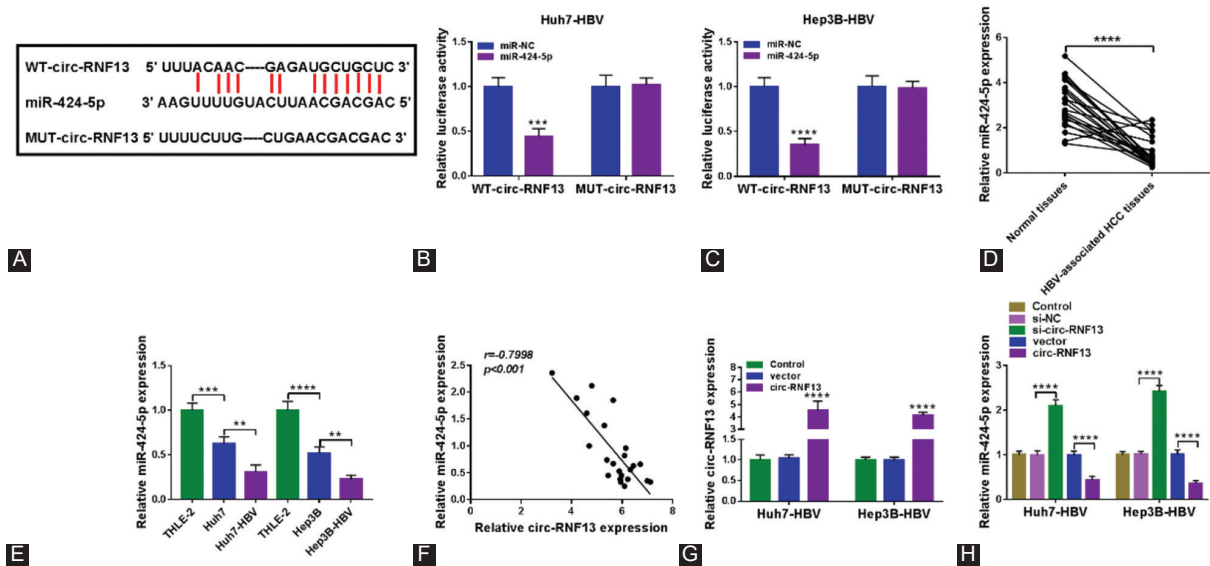 WT-circ-RNF13 5' UUUACAAC----GAGAUGCUGCUC 3'
miR-424-5p 3' AAGUUUUGUACUUAACGACGAC 5'
MUT-circ-RNF13 5' UUUUCUUG----CUGAACGACGAC 3'
A
Huh7-HBV
miR-NC
miR-424-5p
Relative luciferase activity
1.5
1.0
0.5
0.0
***
WT-circ-RNF13 MUT-circ-RNF13
B
Hep3B-HBV
miR-NC
miR-424-5p
Relative luciferase activity
1.5
1.0
0.5
0.0
****
WT-circ-RNF13 MUT-circ-RNF13
C
Relative miR-424-5p expression
6
4
2
0
****
Normal tissues
HBV-associated HCC tissues
D
Relative miR-424-5p expression
1.5
1.0
0.5
0.0
*** ** **** **
THLE-2 Huh7 Huh7-HBV THLE-2 Hep3B Hep3B-HBV
E
r=-0.7998
p<0.001
Relative miR-424-5p expression
2.5
2.0
1.5
1.0
0.5
0.0
0 2 4 6 8
Relative circ-RNF13 expression
F
Control
vector
circ-RNF13
Relative circ-RNF13 expression
8
7
6
5
4
1.0
0.5
0.0
**** ****
Huh7-HBV Hep3B-HBV
G
Control
si-NC
si-circ-RNF13
vector
circ-RNF13
Relative miR-424-5p expression
3
2
1
0
**** **** **** ****
Huh7-HBV Hep3B-HBV
H